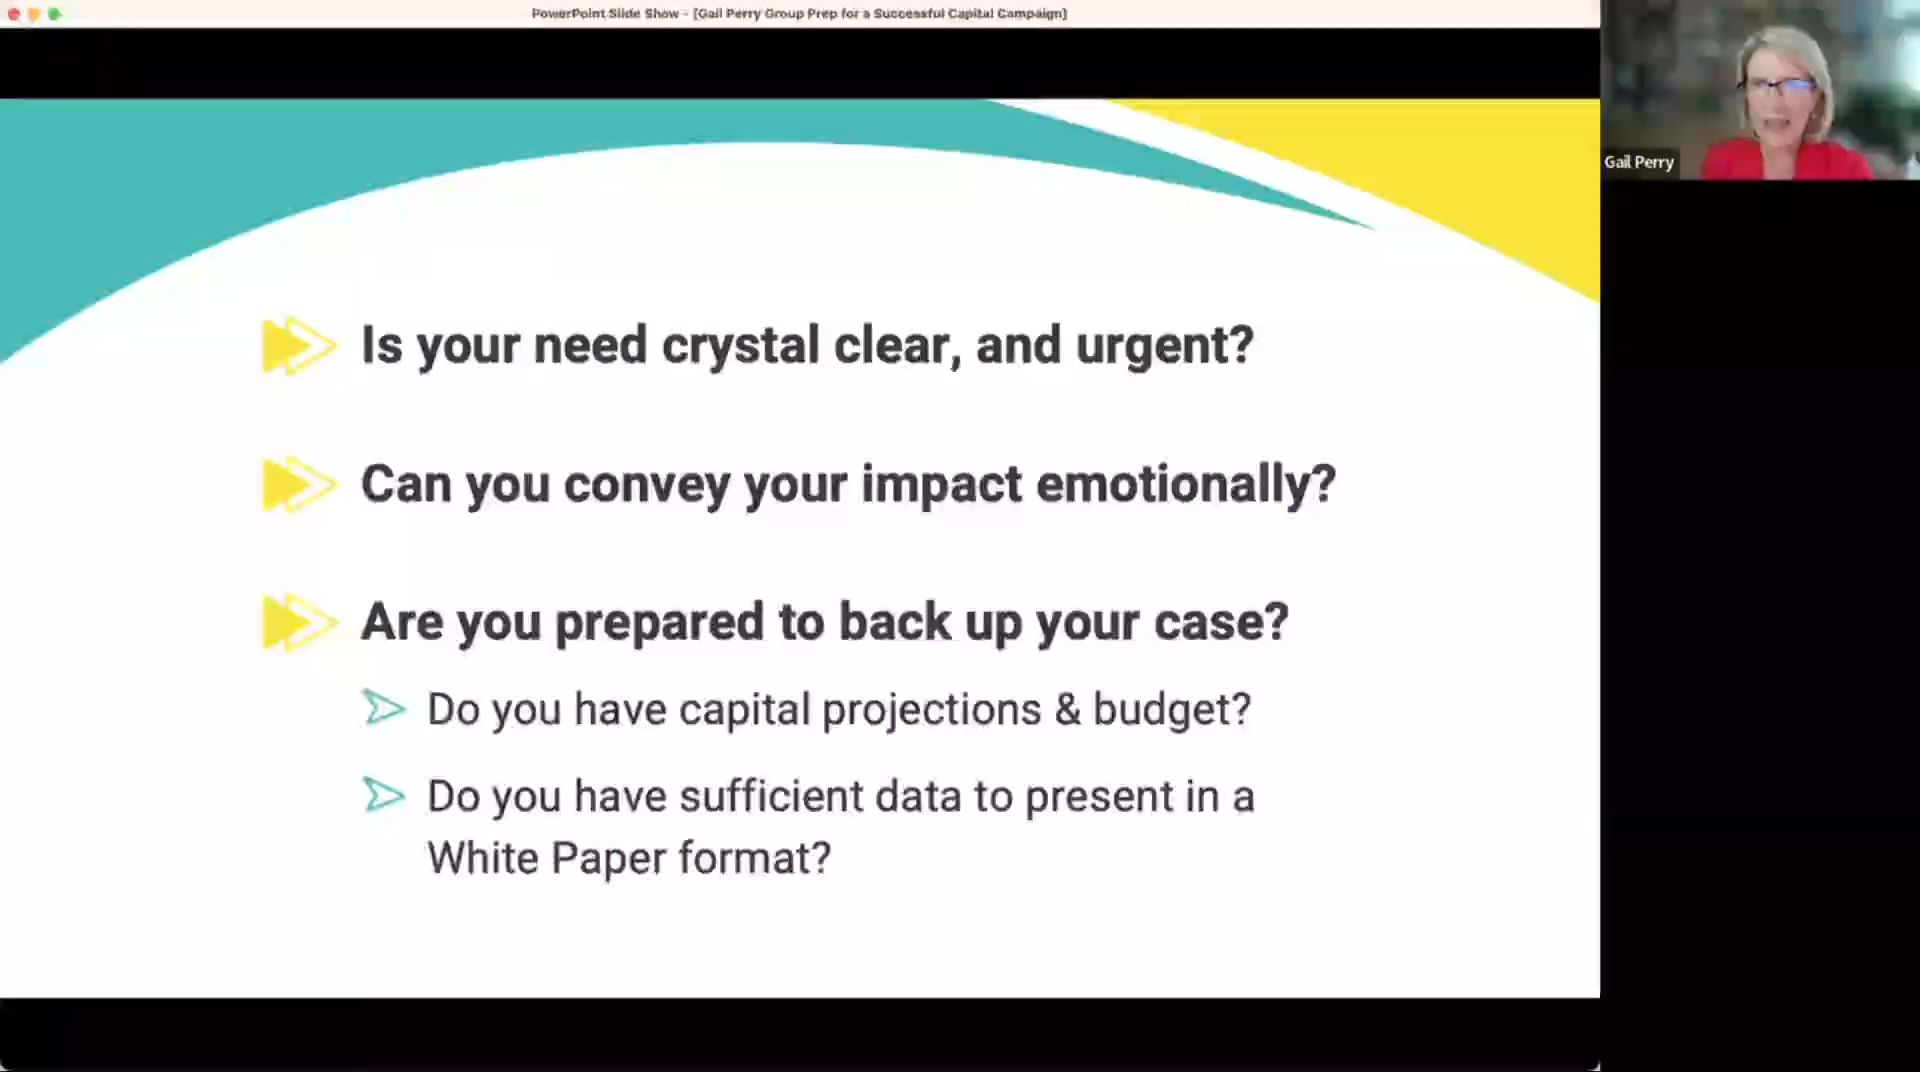 PowerPoint Slide Show - [Gail Perry Group Prep for a Successful Capital Campaign]
Gail Perry
Is your need crystal clear, and urgent?
Can you convey your impact emotionally?
Are you prepared to back up your case?
Do you have capital projections & budget?
Do you have sufficient data to present in a
White Paper format?